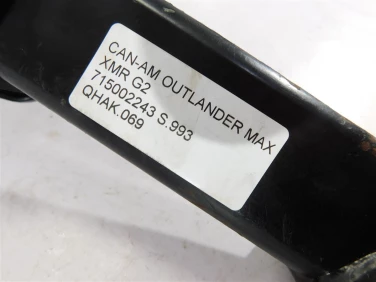 CAN-AM OUTLANDER MAX
XMR G2
715002243 S.993
QHAK.069